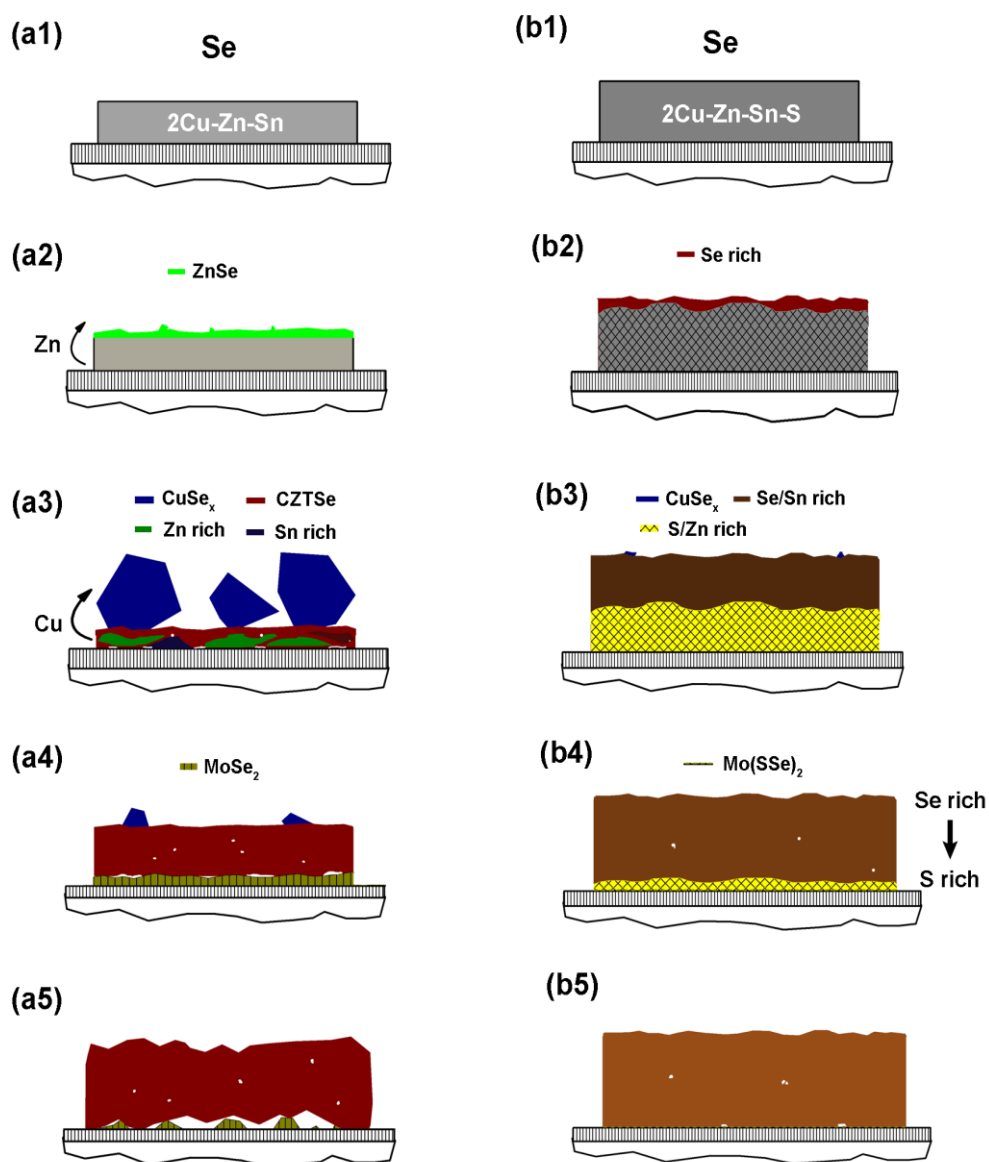 (a1)
Se
2Cu-Zn-Sn
(b1)
Se
2Cu-Zn-Sn-S
(a2)
ZnSe
Zn
(b2)
Se rich
(a3)
CuSeₓ CZTSe
Zn rich Sn rich
Cu
(b3)
CuSeₓ Se/Sn rich
S/Zn rich
(a4)
MoSe₂
(b4)
Mo(SSe)₂
Se rich
S rich
(a5)
(b5)